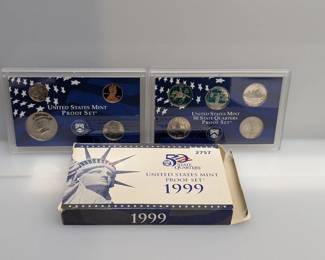 UNITED STATES MINT
PROOF SET
UNITED STATES MINT
50 STATE QUARTERS
PROOF SET
50
STATE
QUARTERS
2757
UNITED STATES MINT
PROOF SET
1999
1999